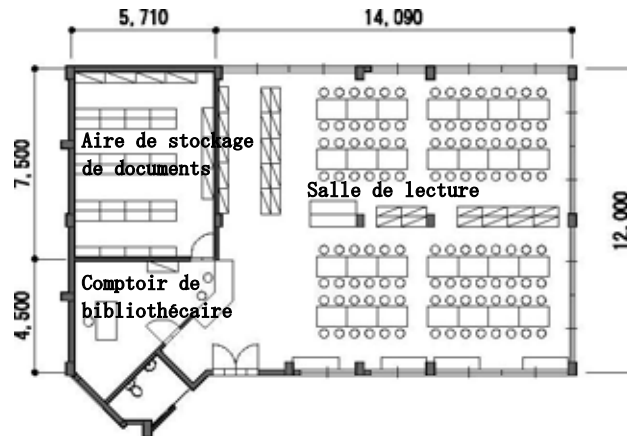 5,710
14,090
7,500
Aire de stockage
de documents
Salle de lecture
12,000
4,500
Comptoir de
bibliothécaire